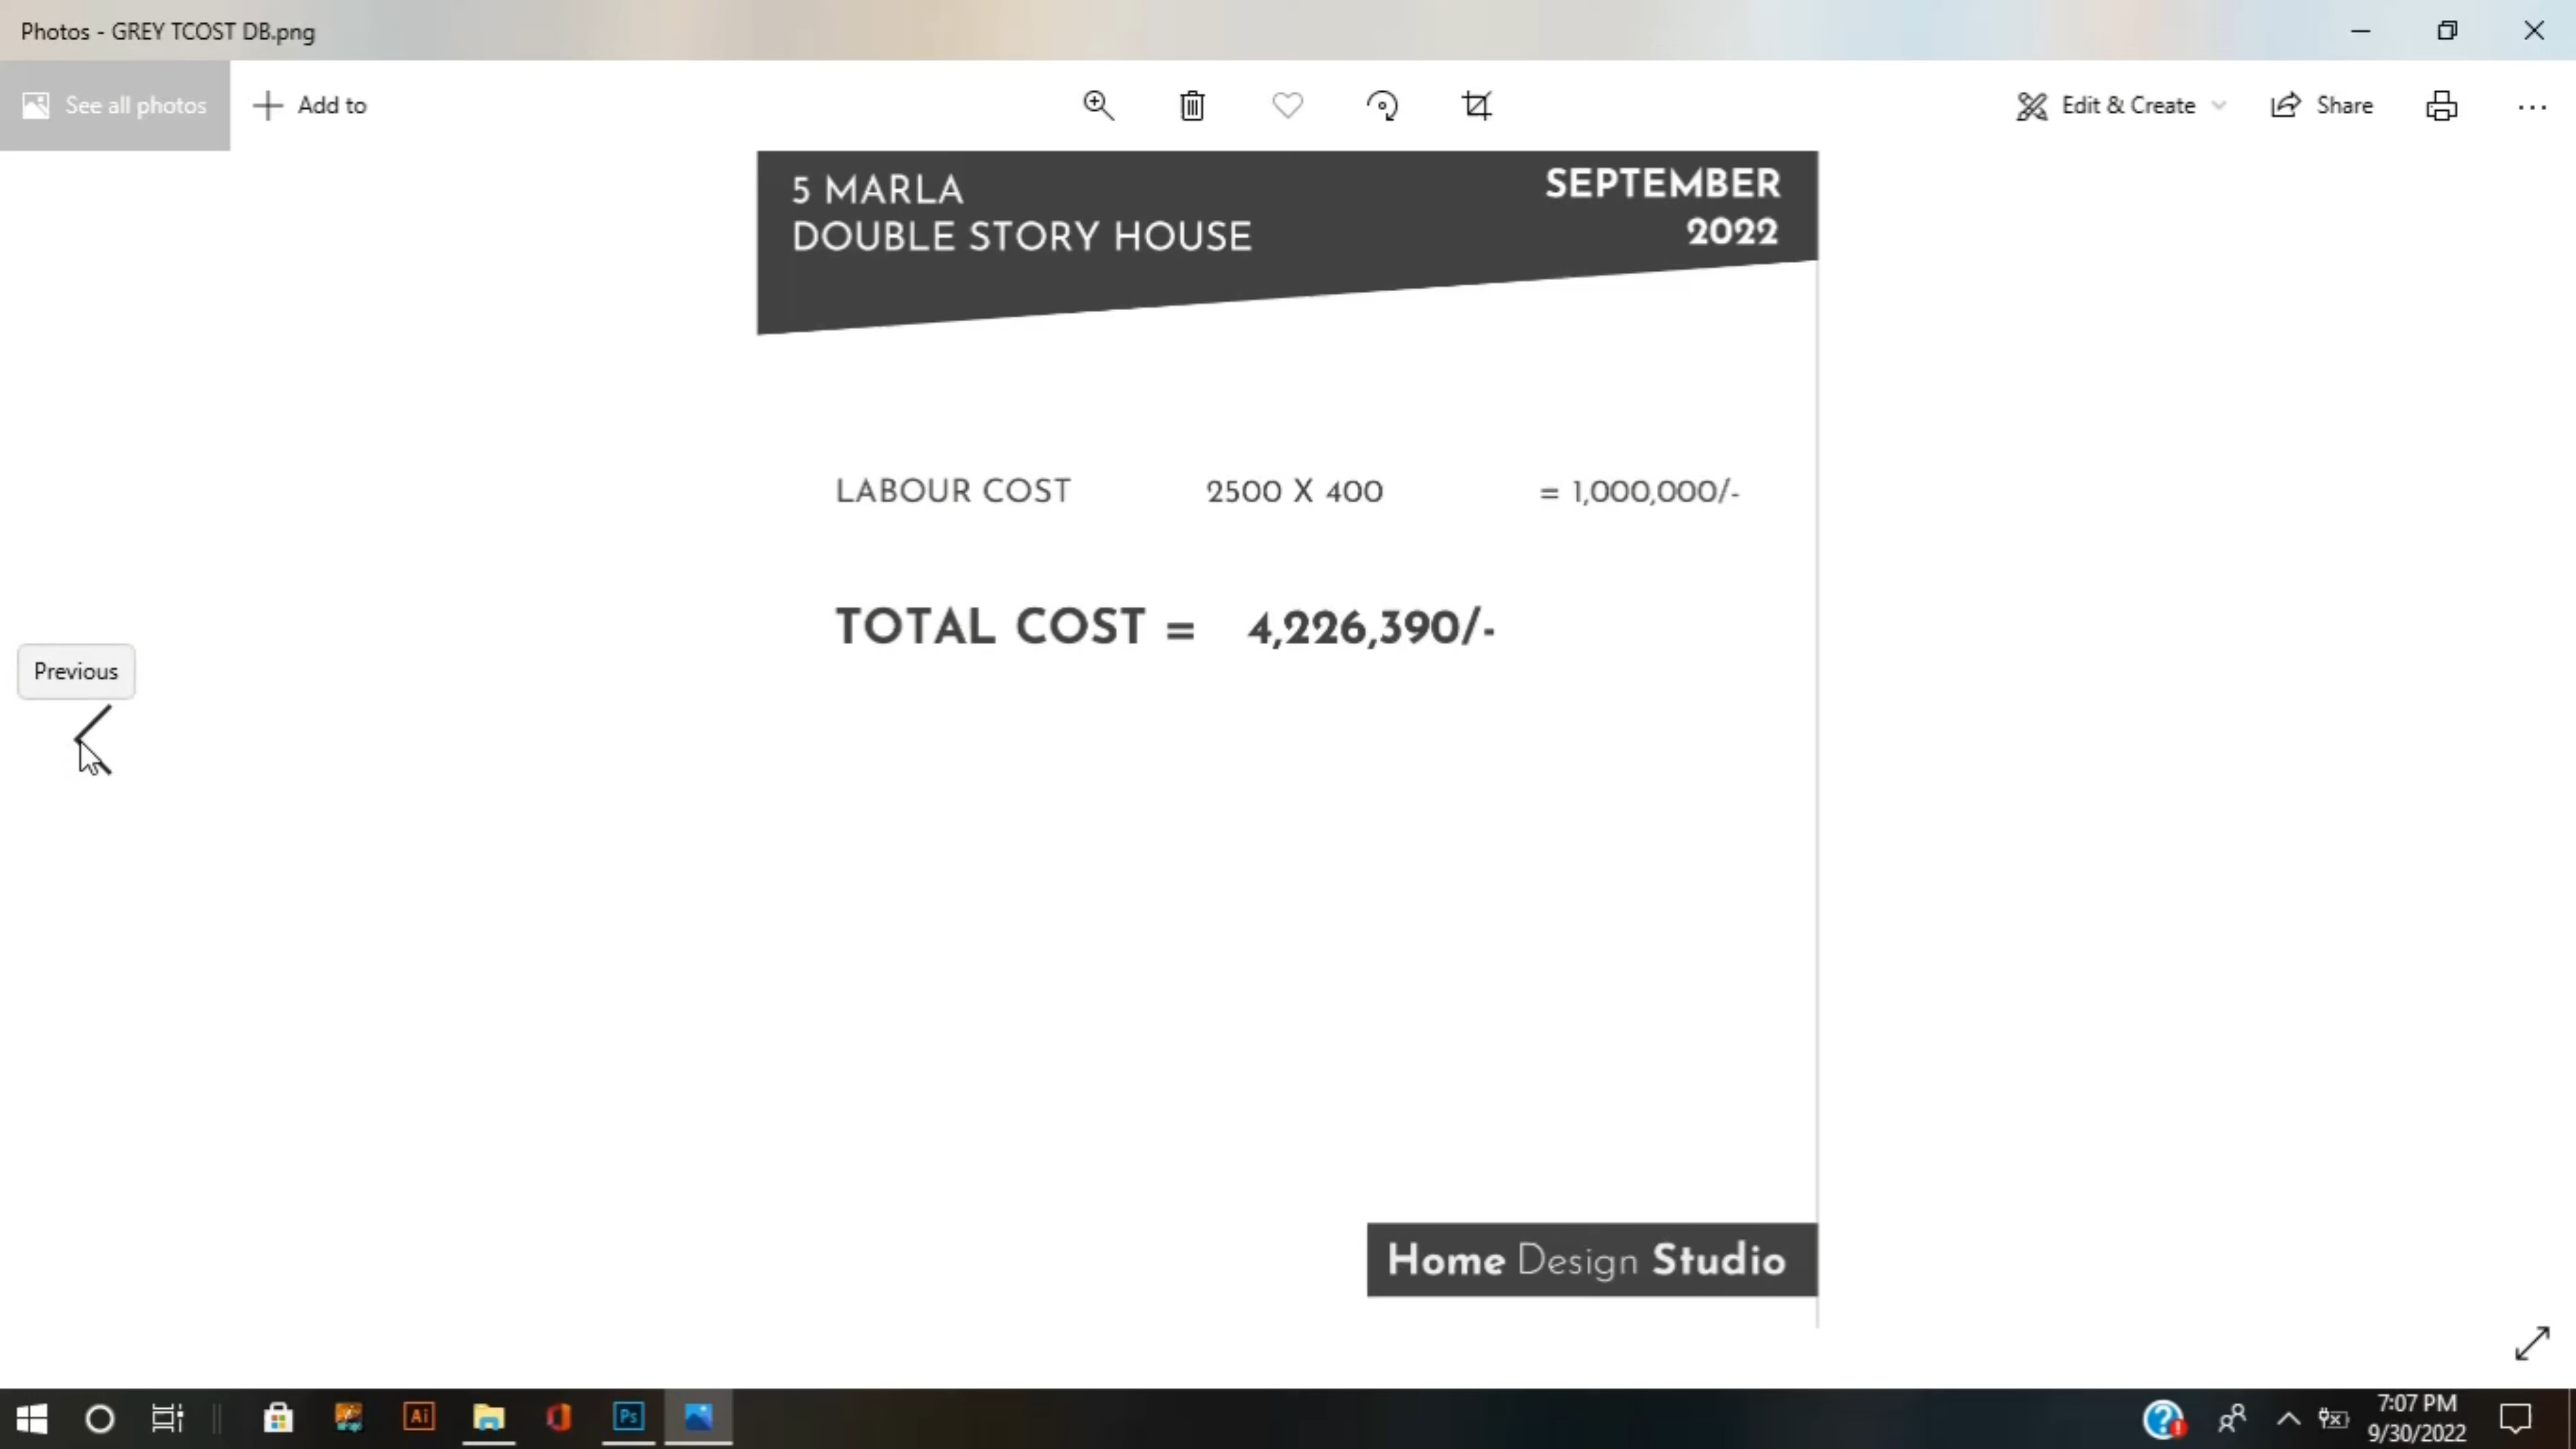 Photos - GREY TCOST DB.png
See all photos
Add to
Edit & Create
Share
5 MARLA
DOUBLE STORY HOUSE
SEPTEMBER
2022
LABOUR COST 2500 X 400 = 1,000,000/-
TOTAL COST = 4,226,390/-
Previous
Home Design Studio
Ai
Ps
7:07 PM
9/30/2022